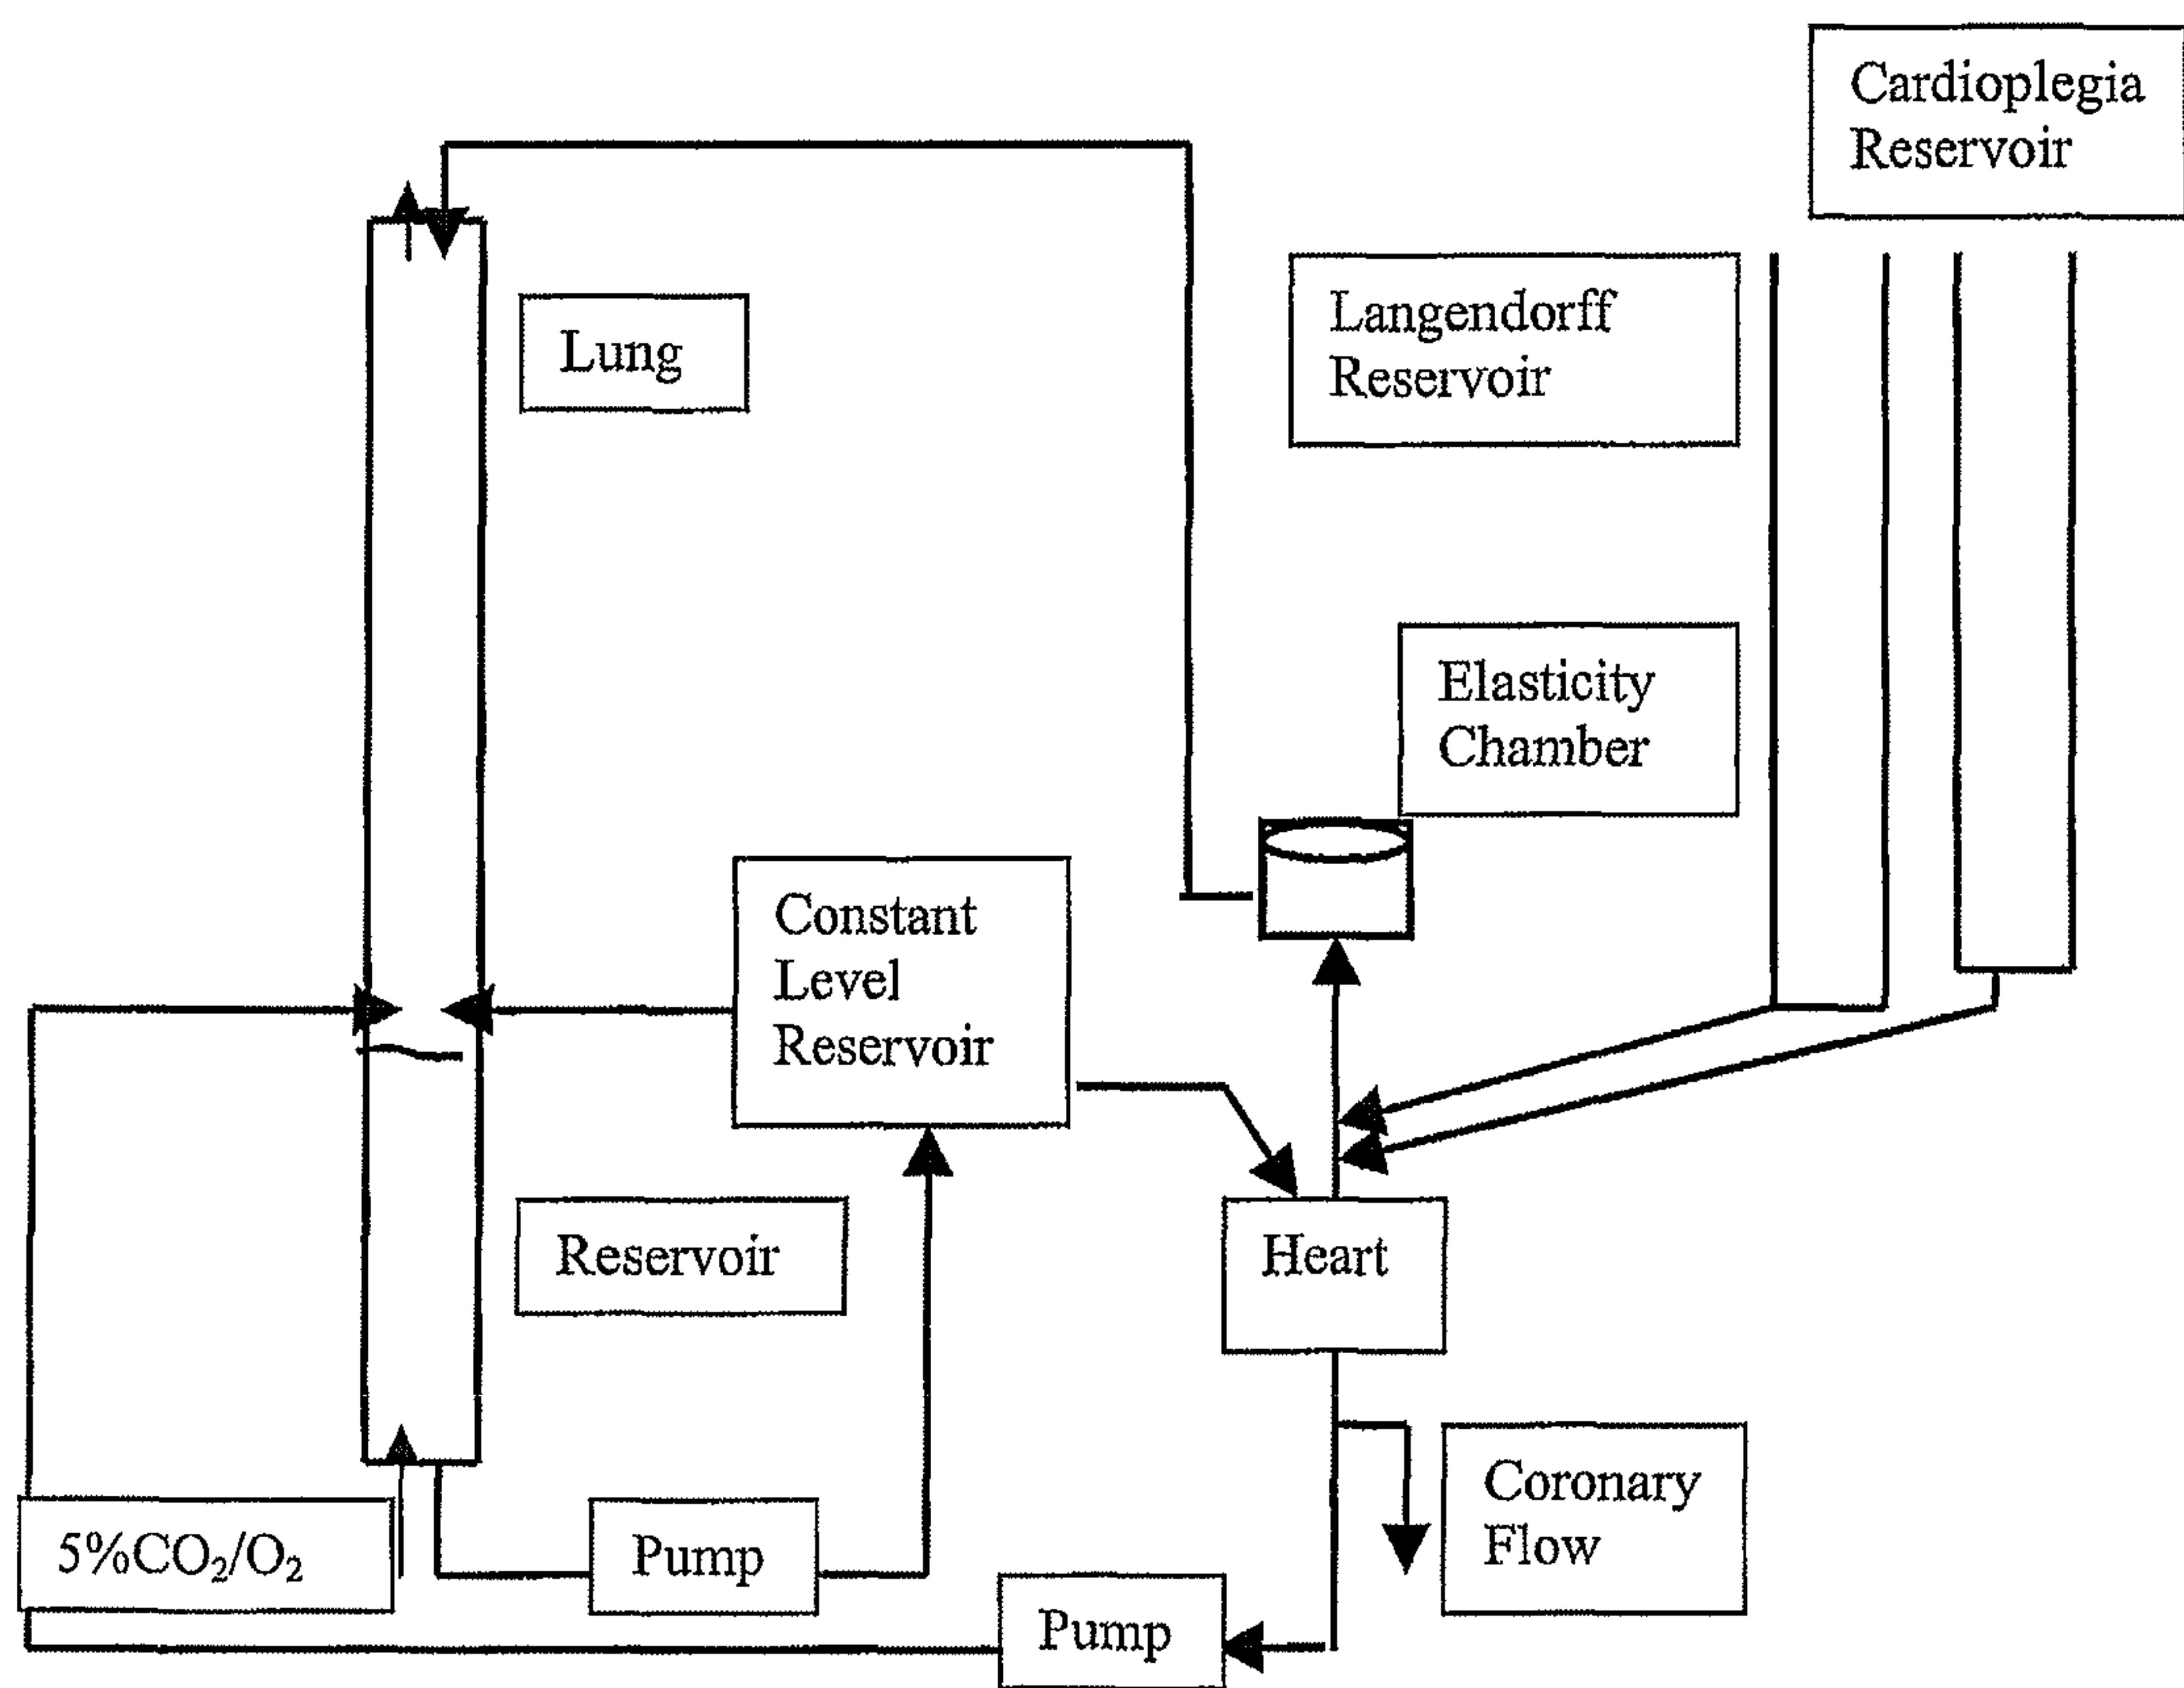 Cardioplegia
Reservoir
Lung
Langendorff
Reservoir
Elasticity
Chamber
Constant
Level
Reservoir
Reservoir
Heart
5%CO₂/O₂
Pump
Coronary
Flow
Pump